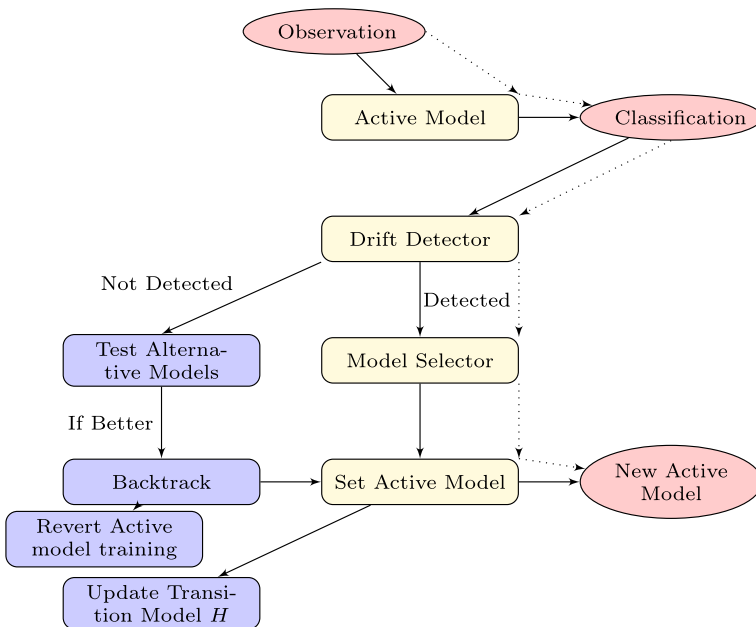 Observation
Active Model
Classification
Drift Detector
Not Detected
Detected
Test Alterna-
tive Models
Model Selector
If Better
Backtrack
Set Active Model
New Active
Model
Revert Active
model training
Update Transi-
tion Model H